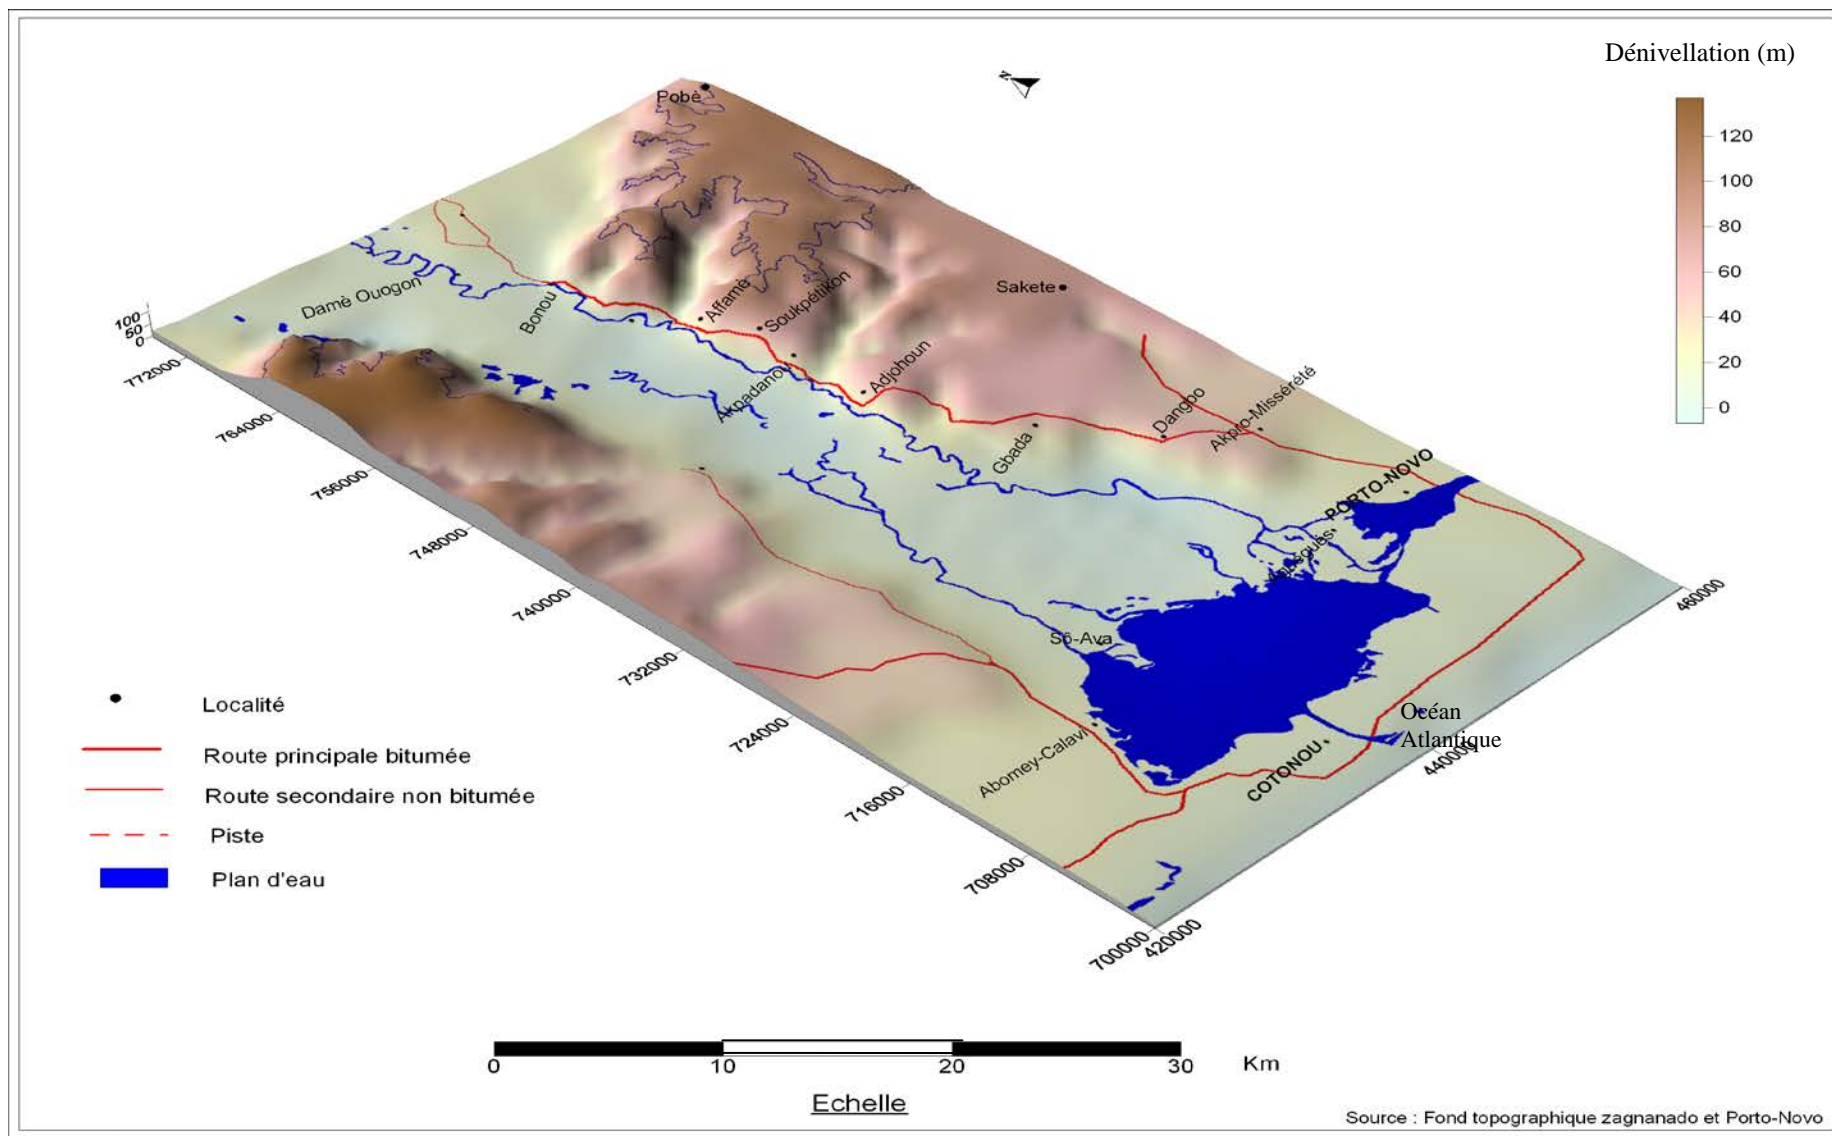 Dénivellation (m)
120
100
80
60
40
20
0
N
Pobè
Sakete
Damè Ouogon
Bonou
Affamè
Soukpétikon
Akpadanou
Adjohoun
Gbada
Dangbo
Akpro-Missérété
PORTO-NOVO
Aguégués
Sô-Ava
Abomey-Calavi
COTONOU
Océan
Atlantique
100
50
0
772000
764000
756000
748000
740000
732000
724000
716000
708000
700000
420000
440000
460000
Localité
Route principale bitumée
Route secondaire non bitumée
Piste
Plan d'eau
0 10 20 30 Km
Echelle
Source : Fond topographique zagnanado et Porto-Novo